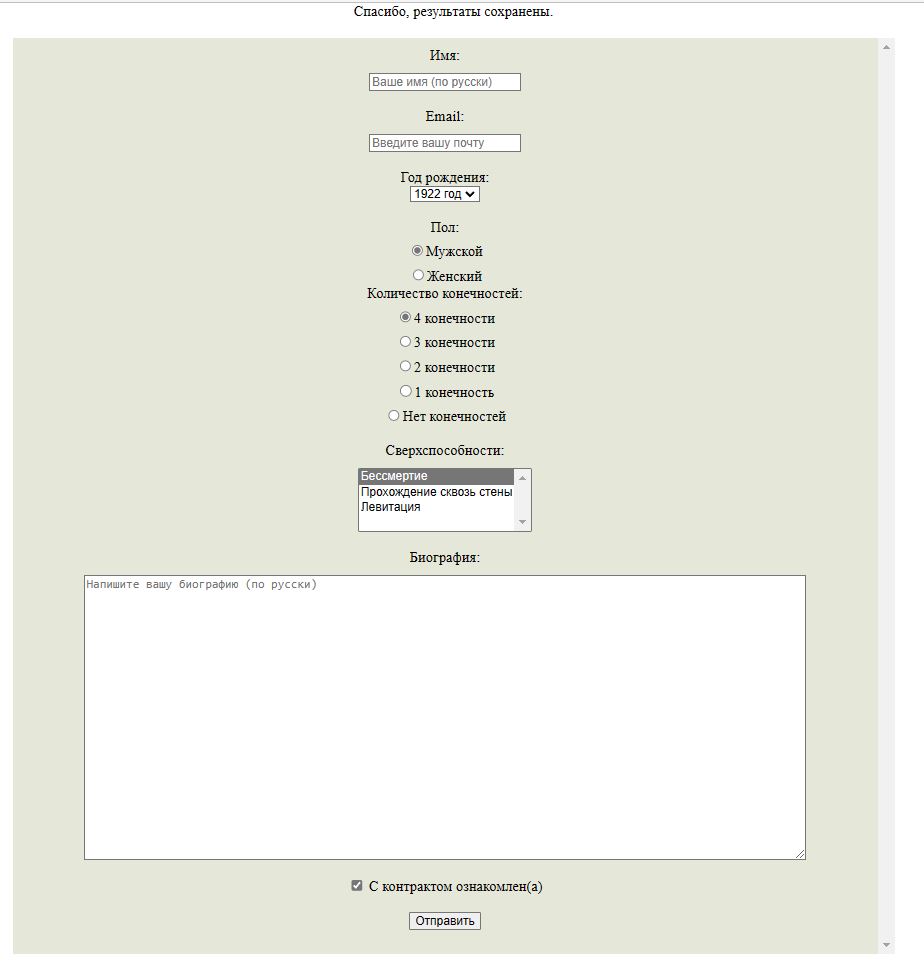 Спасибо, результаты сохранены.
Имя:
Ваше имя (по русски)
Email:
Введите вашу почту
Год рождения:
1922 год
Пол:
Мужской
Женский
Количество конечностей:
4 конечности
3 конечности
2 конечности
1 конечность
Нет конечностей
Сверхспособности:
Бессмертие
Прохождение сквозь стены
Левитация
Биография:
Напишите вашу биографию (по русски)
С контрактом ознакомлен(а)
Отправить